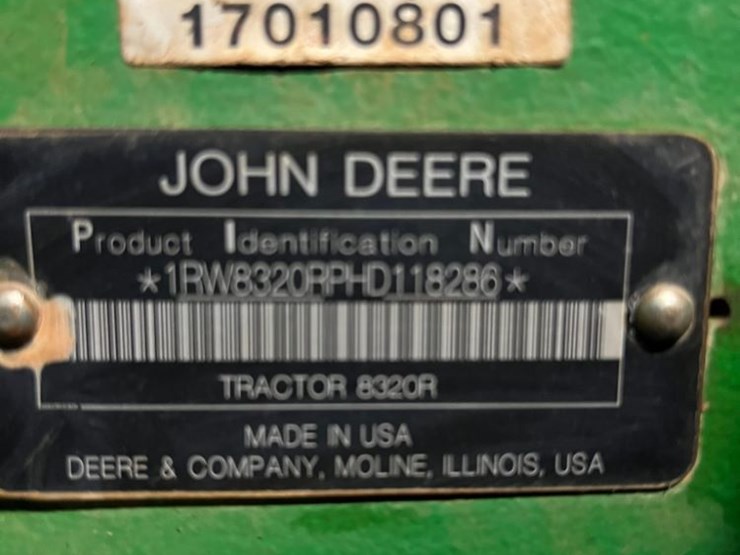 17010801
JOHN DEERE
Product Identification Number
*1RW8320RPHD118286*
TRACTOR 8320R
MADE IN USA
DEERE & COMPANY, MOLINE, ILLINOIS, USA